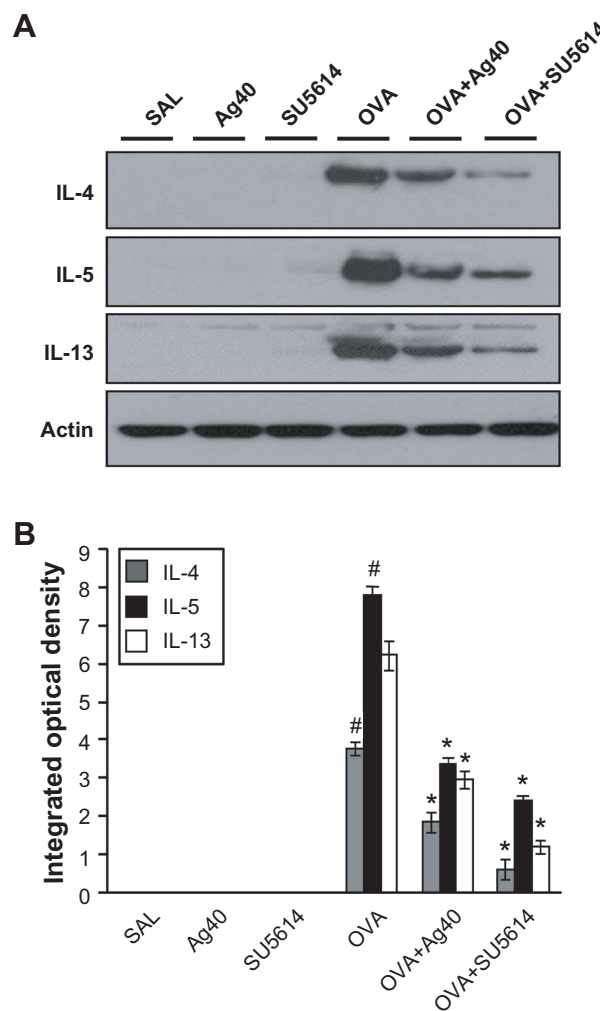 A
SAL Ag40 SU5614 OVA OVA+Ag40 OVA+SU5614
IL-4
IL-5
IL-13
Actin
B
Integrated optical density
9
8
7
6
5
4
3
2
1
0
IL-4
IL-5
IL-13
#
#
* * *
* * *
SAL Ag40 SU5614 OVA OVA+Ag40 OVA+SU5614